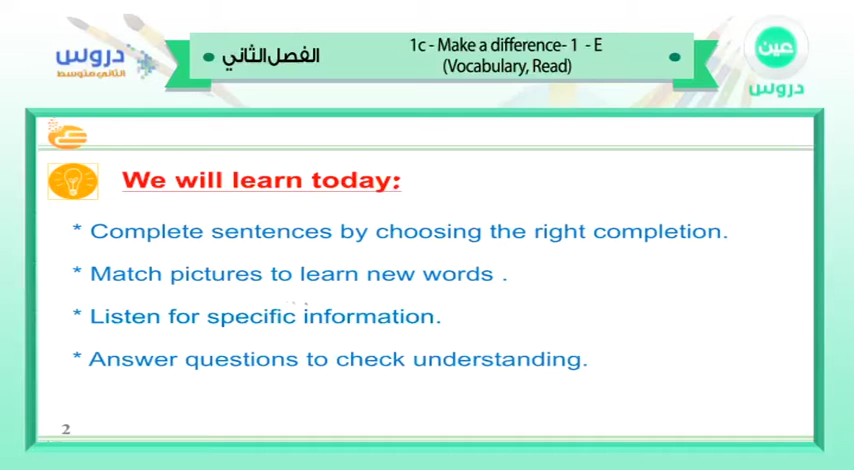 دروس
الثاني متوسط
الفصل الثاني
1c - Make a difference- 1 - E
(Vocabulary, Read)
عين
دروس
We will learn today:
* Complete sentences by choosing the right completion.
* Match pictures to learn new words .
* Listen for specific information.
* Answer questions to check understanding.
2